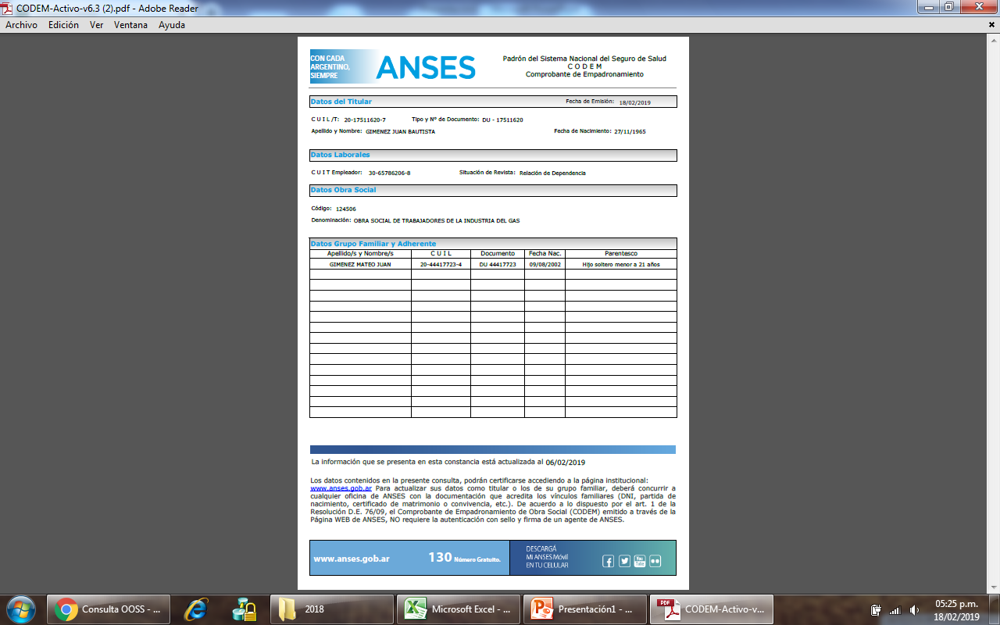 CODEM-Activo-v6.3 (2).pdf - Adobe Reader
Archivo Edición Ver Ventana Ayuda
CON CADA
ARGENTINO,
SIEMPRE
ANSES
Padrón del Sistema Nacional del Seguro de Salud
C O D E M
Comprobante de Empadronamiento
Datos del Titular Fecha de Emisión: 18/02/2019
C U I L /T: 20-17511620-7 Tipo y Nº de Documento: DU - 17511620
Apellido y Nombre: GIMENEZ JUAN BAUTISTA Fecha de Nacimiento: 27/11/1965
Datos Laborales
C U I T Empleador: 30-65786206-8 Situación de Revista: Relación de Dependencia
Datos Obra Social
Código: 124506
Denominación: OBRA SOCIAL DE TRABAJADORES DE LA INDUSTRIA DEL GAS
Datos Grupo Familiar y Adherente
Apellido/s y Nombre/s C U I L Documento Fecha Nac. Parentesco
GIMENEZ MATEO JUAN 20-44417723-4 DU 44417723 09/08/2002 Hijo soltero menor a 21 años
La información que se presenta en esta constancia está actualizada al 06/02/2019
Los datos contenidos en la presente consulta, podrán certificarse accediendo a la página institucional:
www.anses.gob.ar Para actualizar sus datos como titular o los de su grupo familiar, deberá concurrir a
cualquier oficina de ANSES con la documentación que acredita los vínculos familiares (DNI, partida de
nacimiento, certificado de matrimonio o convivencia, etc.). De acuerdo a lo dispuesto por el art. 1 de la
Resolución D.E. 76/09, el Comprobante de Empadronamiento de Obra Social (CODEM) emitido a través de la
Página WEB de ANSES, NO requiere la autenticación con sello y firma de un agente de ANSES.
www.anses.gob.ar 130 Número Gratuito.
DESCARGÁ
MI ANSES Móvil
EN TU CELULAR
You Tube
Consulta OOSS - ... 2018 Microsoft Excel - ... Presentación1 - ... PDF CODEM-Activo-v...
05:25 p.m.
18/02/2019